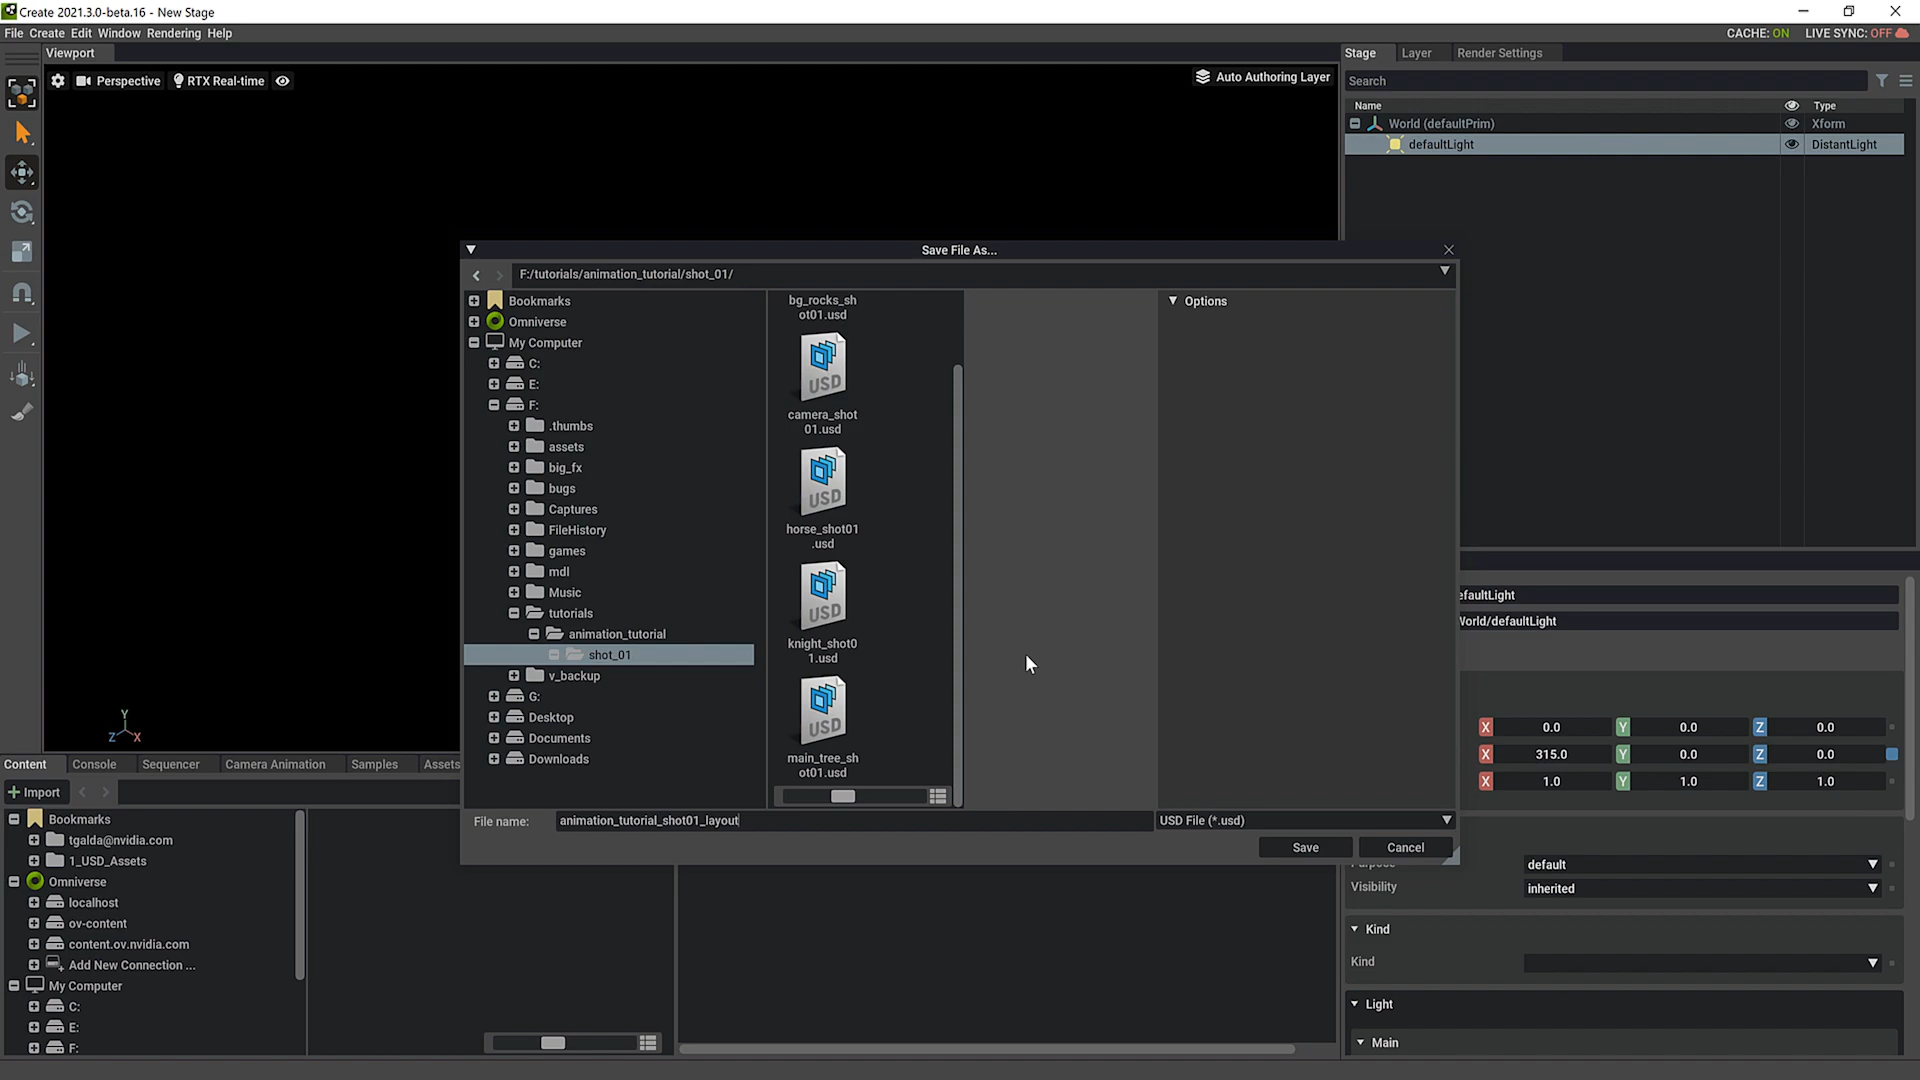 Create 2021.3.0-beta.16 - New Stage
File Create Edit Window Rendering Help
CACHE: ON LIVE SYNC: OFF
Viewport
Perspective RTX Real-time
Auto Authoring Layer
Stage Layer Render Settings
Search
Name Type
World (defaultPrim) Xform
defaultLight DistantLight
Save File As...
F:/tutorials/animation_tutorial/shot_01/
Bookmarks
Omniverse
My Computer
C:
E:
F:
.thumbs
assets
big_fx
bugs
Captures
FileHistory
games
mdl
Music
tutorials
animation_tutorial
shot_01
v_backup
G:
Desktop
Documents
Downloads
bg_rocks_sh
ot01.usd
USD
camera_shot
01.usd
USD
horse_shot01
.usd
USD
knight_shot0
1.usd
USD
main_tree_sh
ot01.usd
Options
File name: animation_tutorial_shot01_layout USD File (*.usd)
Save Cancel
Y
Z X
Content Console Sequencer Camera Animation Samples Assets
Import
Bookmarks
tgalda@nvidia.com
1_USD_Assets
Omniverse
localhost
ov-content
content.ov.nvidia.com
Add New Connection ...
My Computer
C:
E:
F:
efaultLight
World/defaultLight
X 0.0 Y 0.0 Z 0.0
X 315.0 Y 0.0 Z 0.0
X 1.0 Y 1.0 Z 1.0
Purpose default
Visibility inherited
Kind
Kind
Light
Main